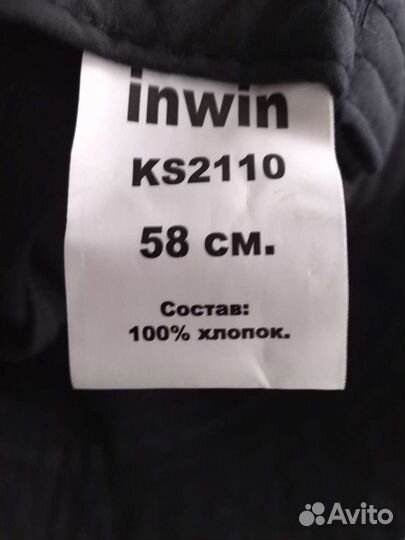 inwin
KS2110
58 см.
Состав:
100% хлопок.
Avito